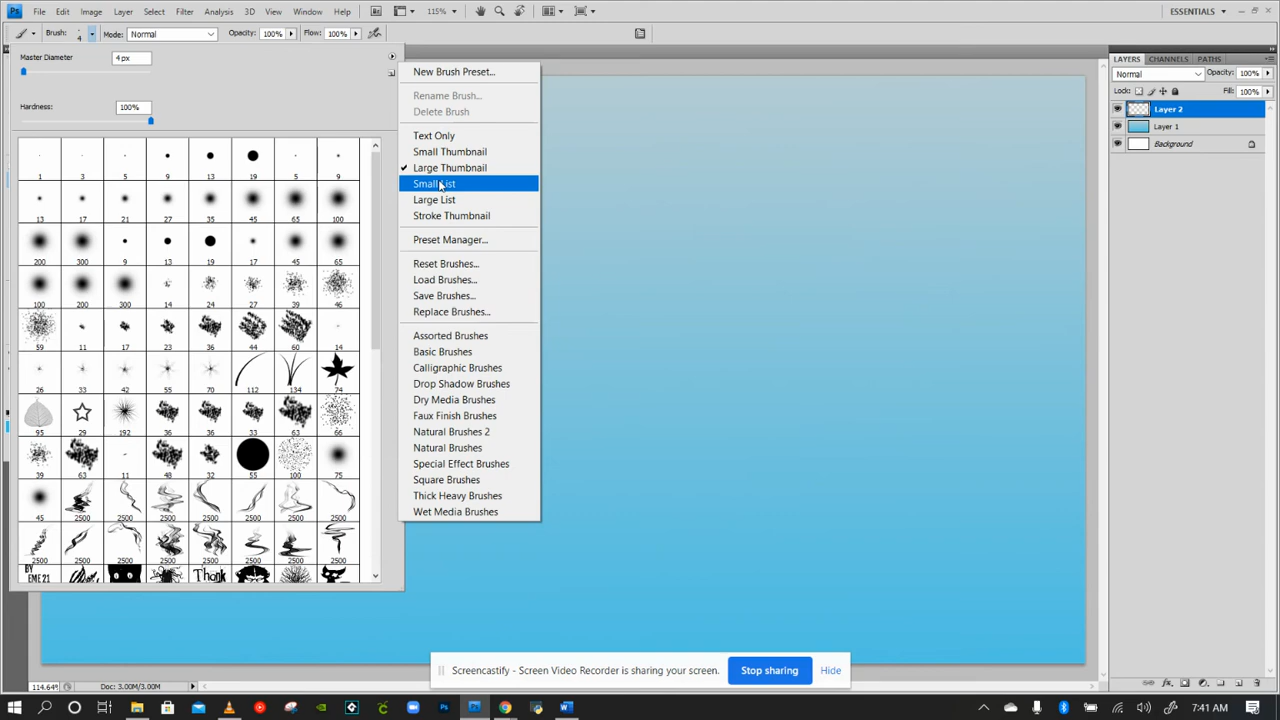 Ps File Edit Image Layer Select Filter Analysis 3D View Window Help 115% ESSENTIALS
Brush: 4 Mode: Normal Opacity: 100% Flow: 100%
Master Diameter 4 px
Hardness: 100%
1 3 5 9 13 19 5 9
13 17 21 27 35 45 65 100
200 300 9 13 19 17 45 65
100 200 300 14 24 27 39 46
59 11 17 23 36 44 60 14
26 33 42 55 70 112 134 74
95 29 192 36 36 33 63 66
39 63 11 48 32 55 100 75
45 2500 2500 2500 2500 2500 2500 2500
2500 2500 2500 2500 2500 2500 2500 2500
BY
EME 21
Thank
New Brush Preset...
Rename Brush...
Delete Brush
Text Only
Small Thumbnail
Large Thumbnail
Small List
Large List
Stroke Thumbnail
Preset Manager...
Reset Brushes...
Load Brushes...
Save Brushes...
Replace Brushes...
Assorted Brushes
Basic Brushes
Calligraphic Brushes
Drop Shadow Brushes
Dry Media Brushes
Faux Finish Brushes
Natural Brushes 2
Natural Brushes
Special Effect Brushes
Square Brushes
Thick Heavy Brushes
Wet Media Brushes
LAYERS CHANNELS PATHS
Normal Opacity: 100%
Lock: Fill: 100%
Layer 2
Layer 1
Background
Screencastify - Screen Video Recorder is sharing your screen. Stop sharing Hide
114.64% Doc: 3.00M/3.00M
7:41 AM